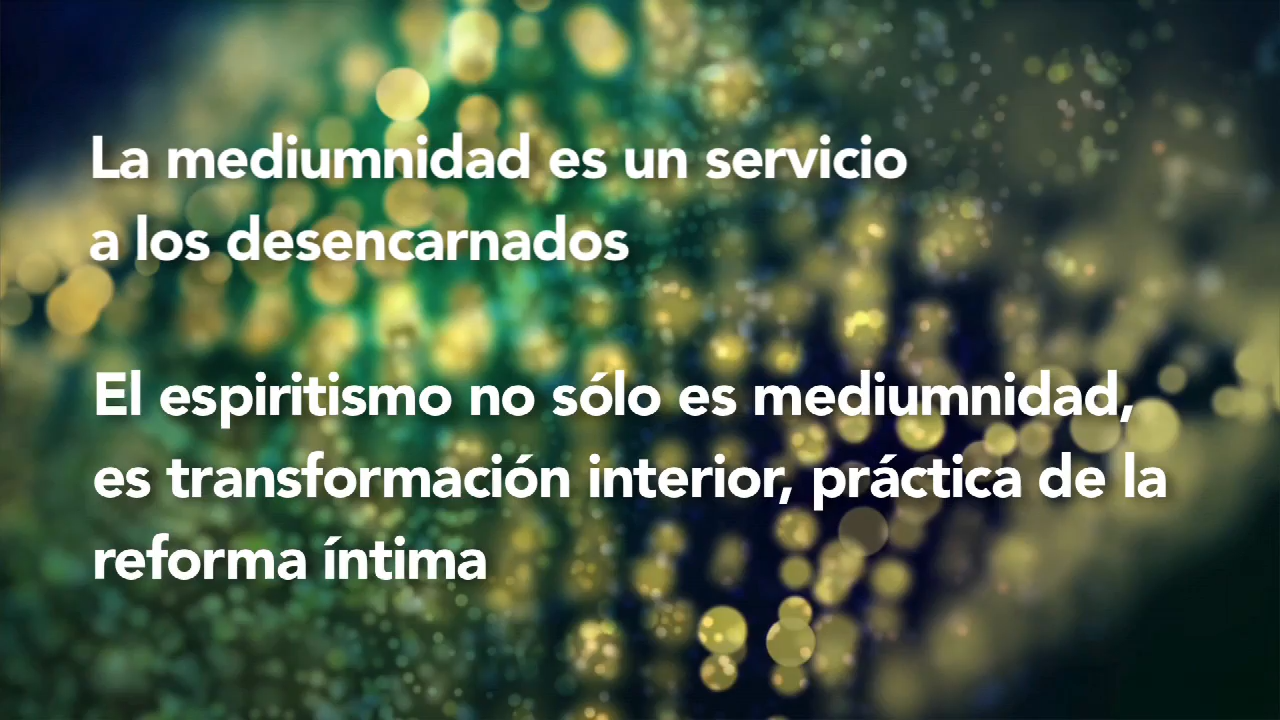 La mediumnidad es un servicio
a los desencarnados
El espiritismo no sólo es mediumnidad,
es transformación interior, práctica de la
reforma íntima